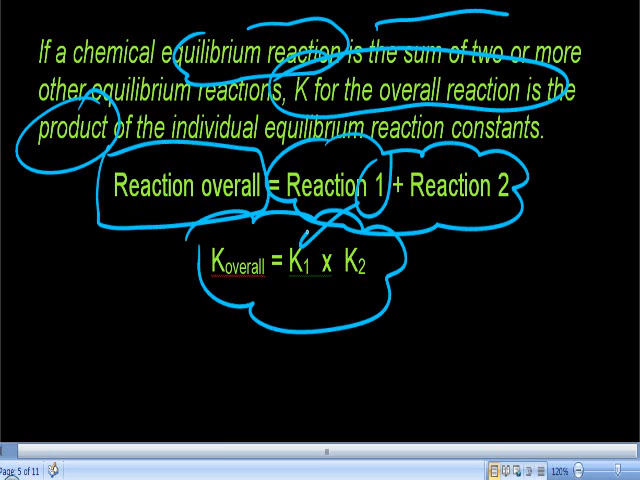 If a chemical equilibrium reaction is the sum of two or more
other equilibrium reactions, K for the overall reaction is the
product of the individual equilibrium reaction constants.
Reaction overall = Reaction 1 + Reaction 2
Koverall = K1 x K2
Page: 5 of 11
120%